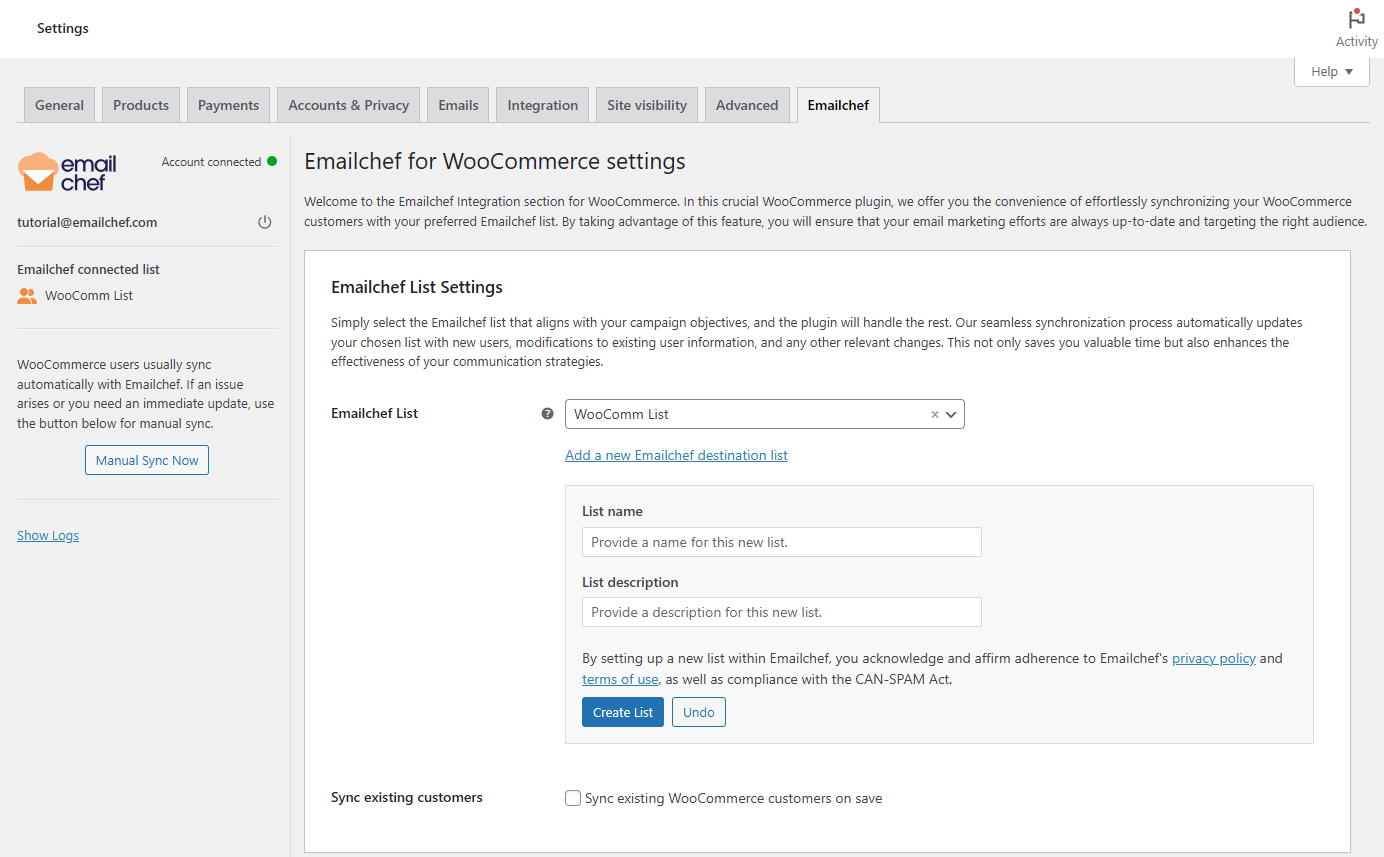 Settings
Activity
Help
General
Products
Payments
Accounts & Privacy
Emails
Integration
Site visibility
Advanced
Emailchef
email
chef
Account connected
tutorial@emailchef.com
Emailchef connected list
WooComm List
WooCommerce users usually sync
automatically with Emailchef. If an issue
arises or you need an immediate update, use
the button below for manual sync.
Manual Sync Now
Show Logs
Emailchef for WooCommerce settings
Welcome to the Emailchef Integration section for WooCommerce. In this crucial WooCommerce plugin, we offer you the convenience of effortlessly synchronizing your WooCommerce
customers with your preferred Emailchef list. By taking advantage of this feature, you will ensure that your email marketing efforts are always up-to-date and targeting the right audience.
Emailchef List Settings
Simply select the Emailchef list that aligns with your campaign objectives, and the plugin will handle the rest. Our seamless synchronization process automatically updates
your chosen list with new users, modifications to existing user information, and any other relevant changes. This not only saves you valuable time but also enhances the
effectiveness of your communication strategies.
Emailchef List
?
WooComm List
×
Add a new Emailchef destination list
List name
Provide a name for this new list.
List description
Provide a description for this new list.
By setting up a new list within Emailchef, you acknowledge and affirm adherence to Emailchef's privacy policy and
terms of use, as well as compliance with the CAN-SPAM Act.
Create List
Undo
Sync existing customers
Sync existing WooCommerce customers on save